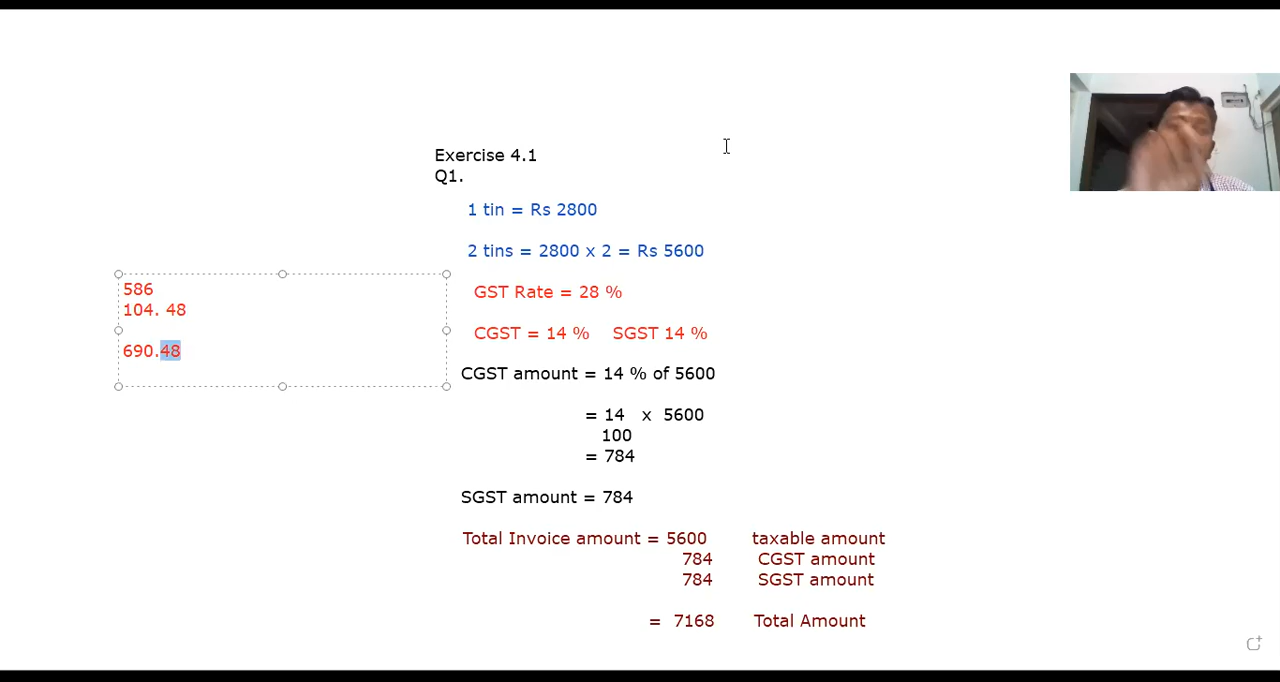 Exercise 4.1
Q1.
1 tin = Rs 2800
2 tins = 2800 x 2 = Rs 5600
586
104. 48
690.48
GST Rate = 28 %
CGST = 14 % SGST 14 %
CGST amount = 14 % of 5600
= 14 x 5600
100
= 784
SGST amount = 784
Total Invoice amount = 5600 taxable amount
784 CGST amount
784 SGST amount
= 7168 Total Amount